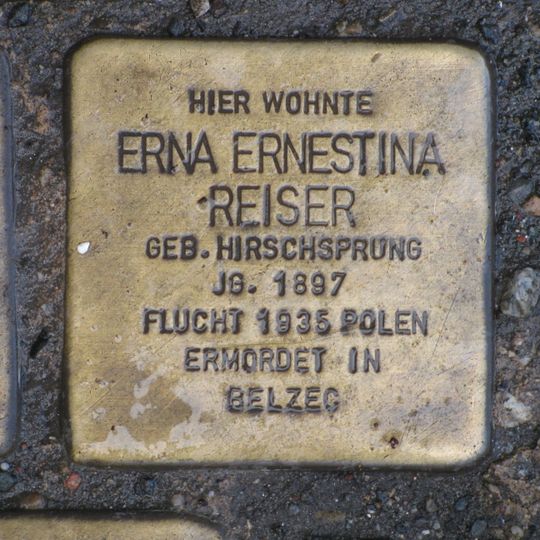 HIER WOHNTE
ERNA ERNESTINA
REISER
GEB. HIRSCHSPRUNG
JG. 1897
FLUCHT 1935 POLEN
ERMORDET IN
BELZEC